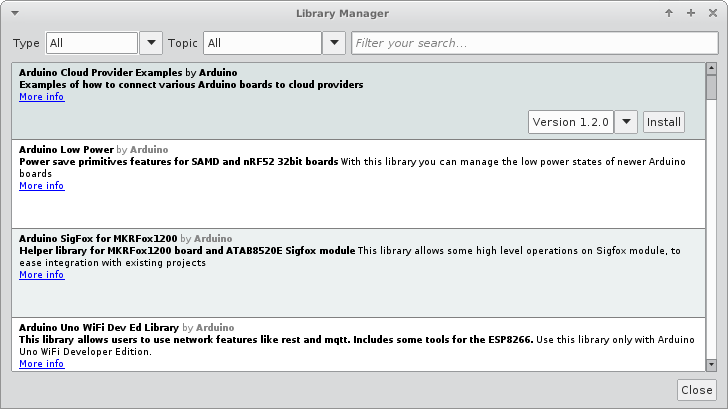 Library Manager
Type All Topic All Filter your search...
Arduino Cloud Provider Examples by Arduino
Examples of how to connect various Arduino boards to cloud providers
More info
Version 1.2.0 Install
Arduino Low Power by Arduino
Power save primitives features for SAMD and nRF52 32bit boards With this library you can manage the low power states of newer Arduino
boards
More info
Arduino SigFox for MKRFox1200 by Arduino
Helper library for MKRFox1200 board and ATAB8520E Sigfox module This library allows some high level operations on Sigfox module, to
ease integration with existing projects
More info
Arduino Uno WiFi Dev Ed Library by Arduino
This library allows users to use network features like rest and mqtt. Includes some tools for the ESP8266. Use this library only with Arduino
Uno WiFi Developer Edition.
More info
Close